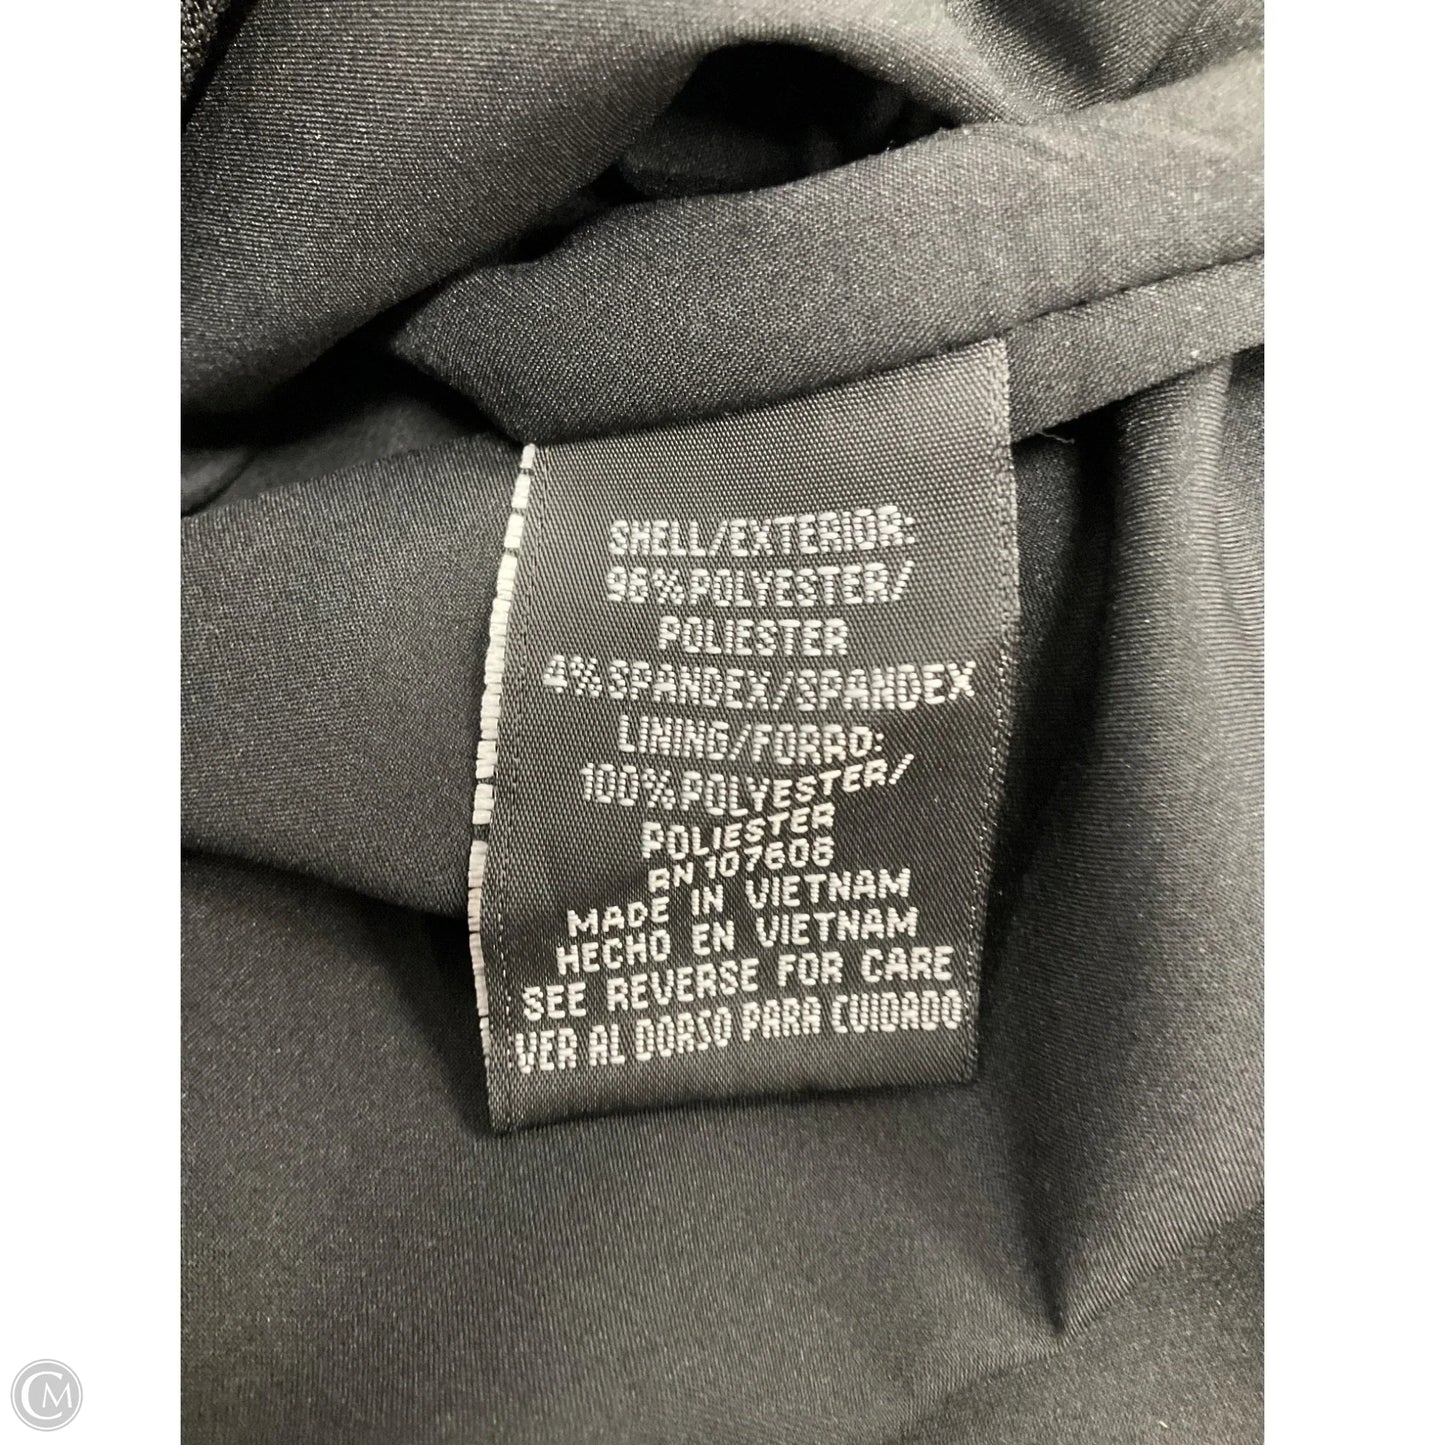 SHELL/EXTERIOR:
96%POLYESTER/
POLIESTER
4%SPANDEX/SPANDEX
LINING/FORRO:
100%POLYESTER/
POLIESTER
RN 107608
MADE IN VIETNAM
HECHO EN VIETNAM
SEE REVERSE FOR CARE
VER AL DORSO PARA CUIDADO
CM